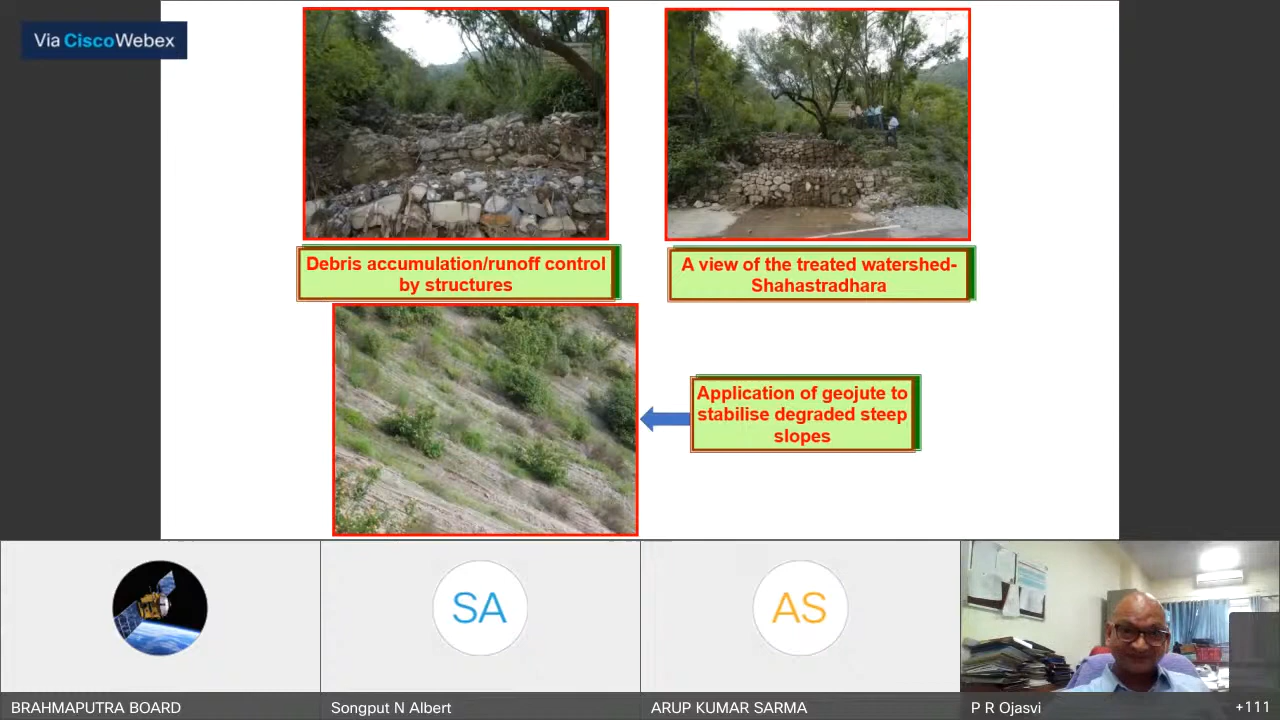 Via CiscoWebex
Debris accumulation/runoff control
by structures
A view of the treated watershed-
Shahastradhara
Application of geojute to
stabilise degraded steep
slopes
SA
AS
BRAHMAPUTRA BOARD
Songput N Albert
ARUP KUMAR SARMA
P R Ojasvi
+111